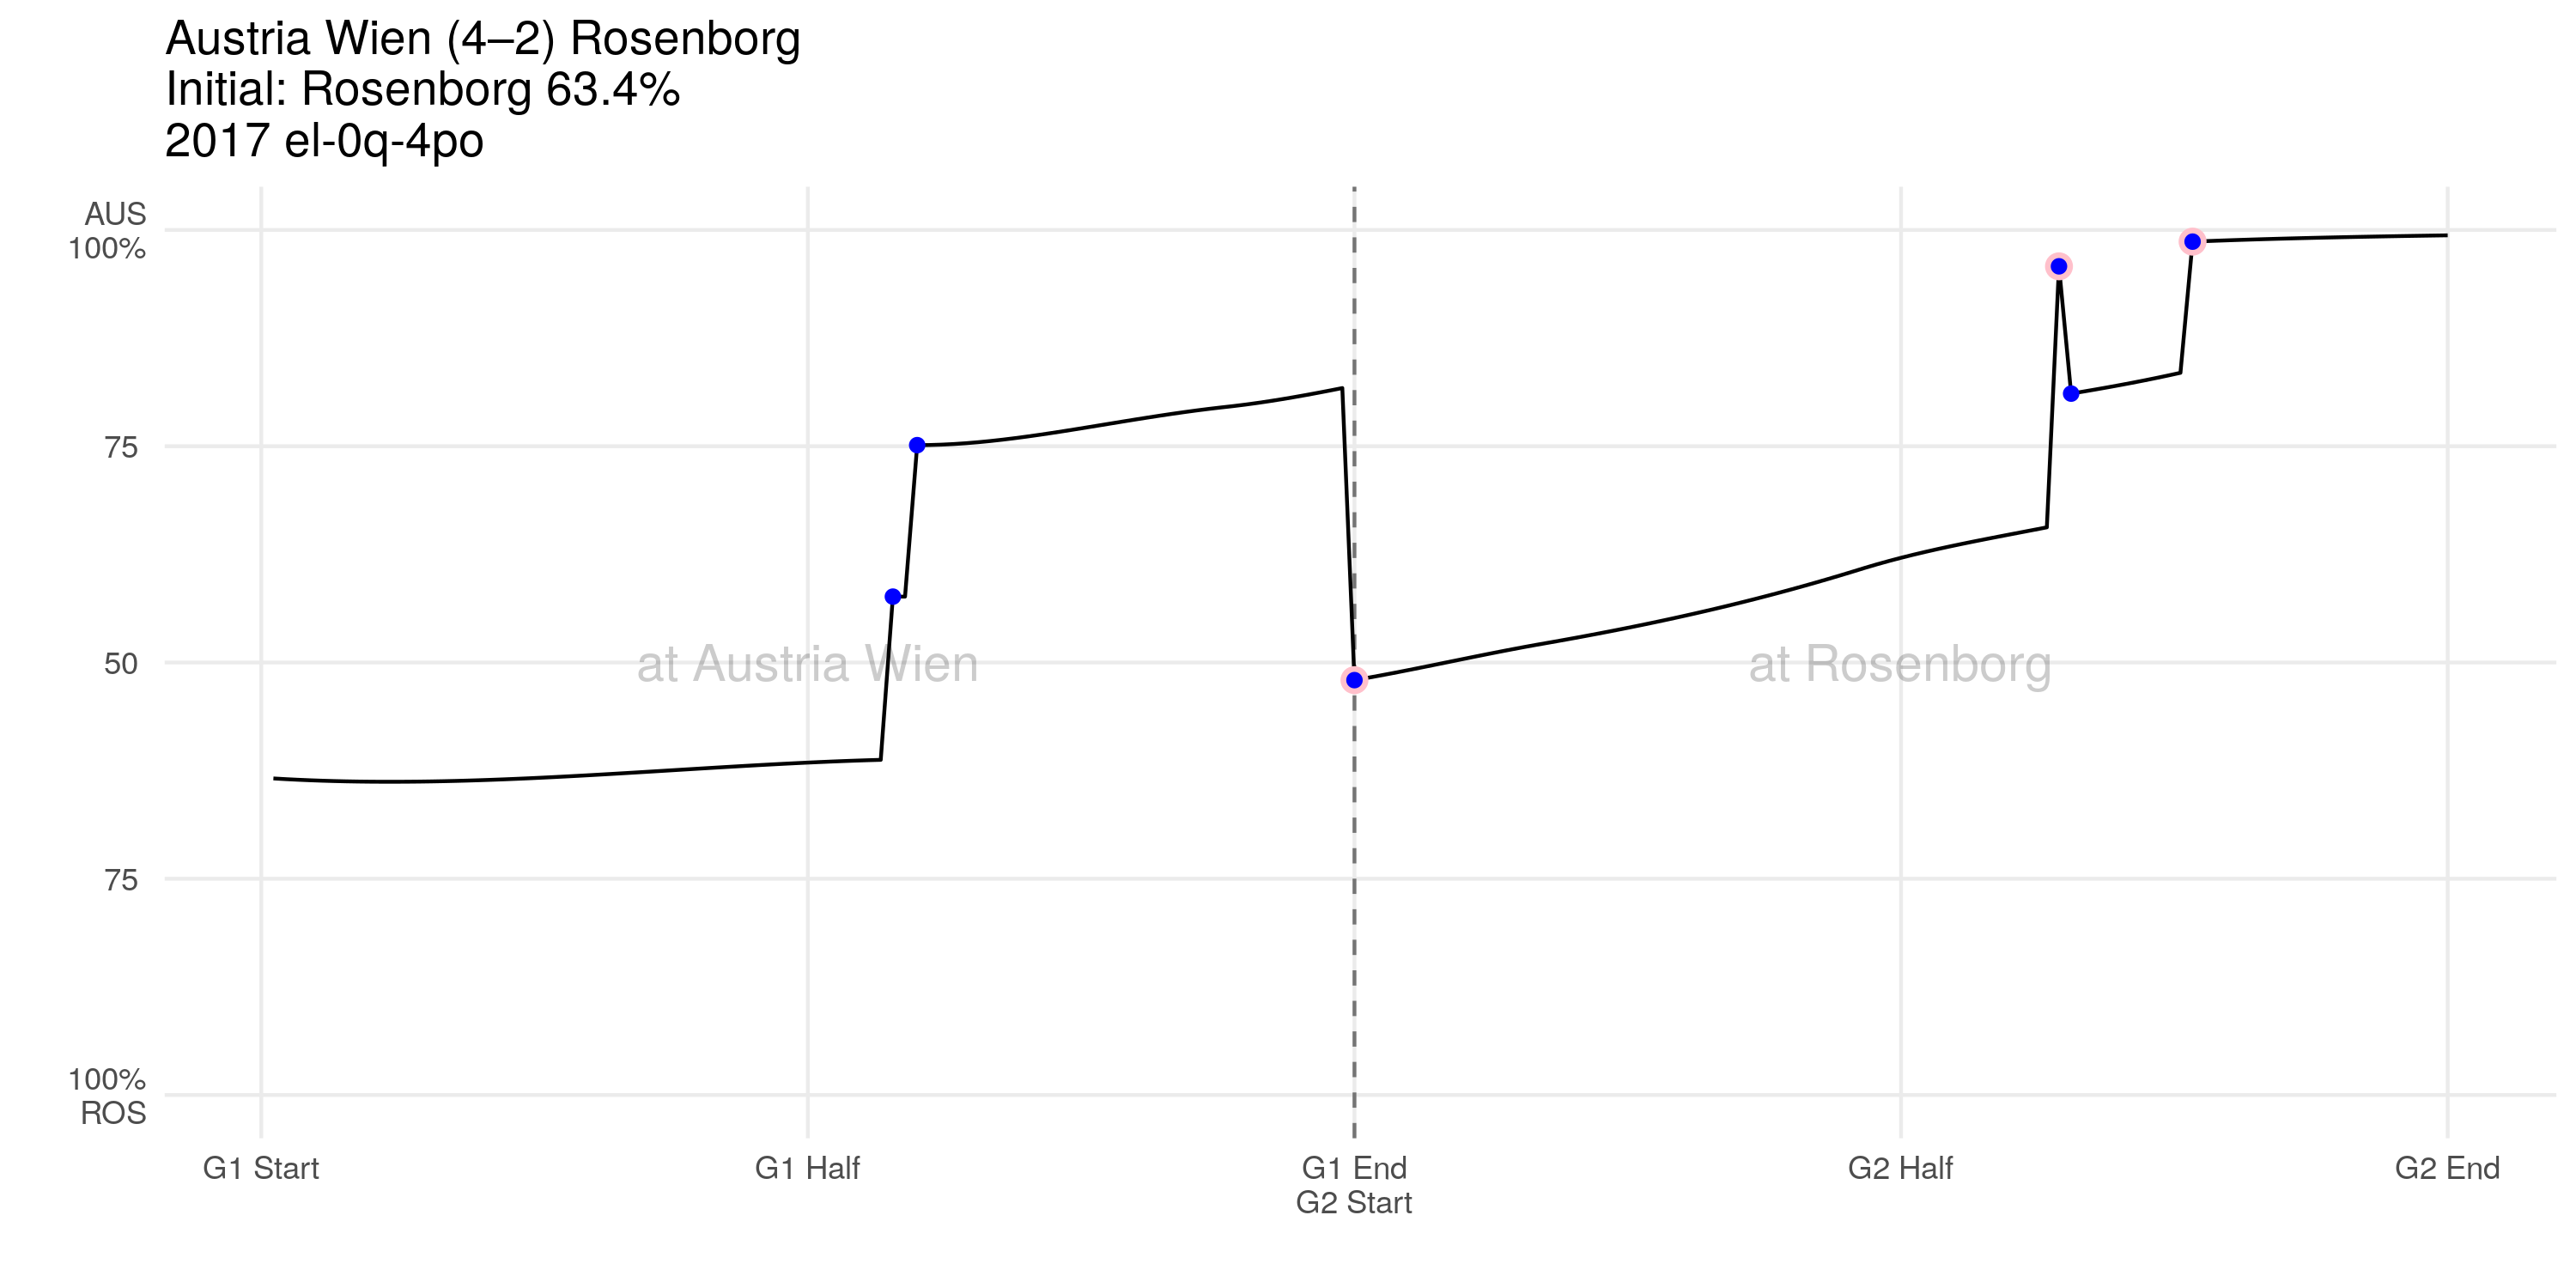 Austria Wien (4–2) Rosenborg
Initial: Rosenborg 63.4%
2017 el-0q-4po
AUS
100%
75
50
75
100%
ROS
at Austria Wien
at Rosenborg
G1 Start
G1 Half
G1 End
G2 Start
G2 Half
G2 End